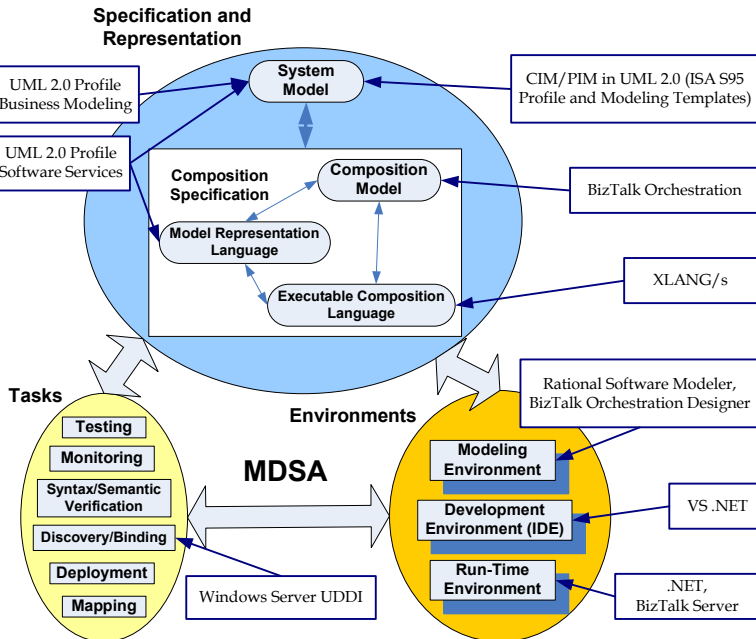 Specification and
Representation
System
Model
UML 2.0 Profile
Business Modeling
CIM/PIM in UML 2.0 (ISA S95
Profile and Modeling Templates)
UML 2.0 Profile
Software Services
Composition
Specification
Composition
Model
BizTalk Orchestration
Model Representation
Language
Executable Composition
Language
XLANG/s
Tasks
Environments
Rational Software Modeler,
BizTalk Orchestration Designer
Testing
Monitoring
Syntax/Semantic
Verification
Discovery/Binding
Deployment
Mapping
MDSA
Modeling
Environment
Development
Environment (IDE)
Run-Time
Environment
VS .NET
Windows Server UDDI
.NET,
BizTalk Server